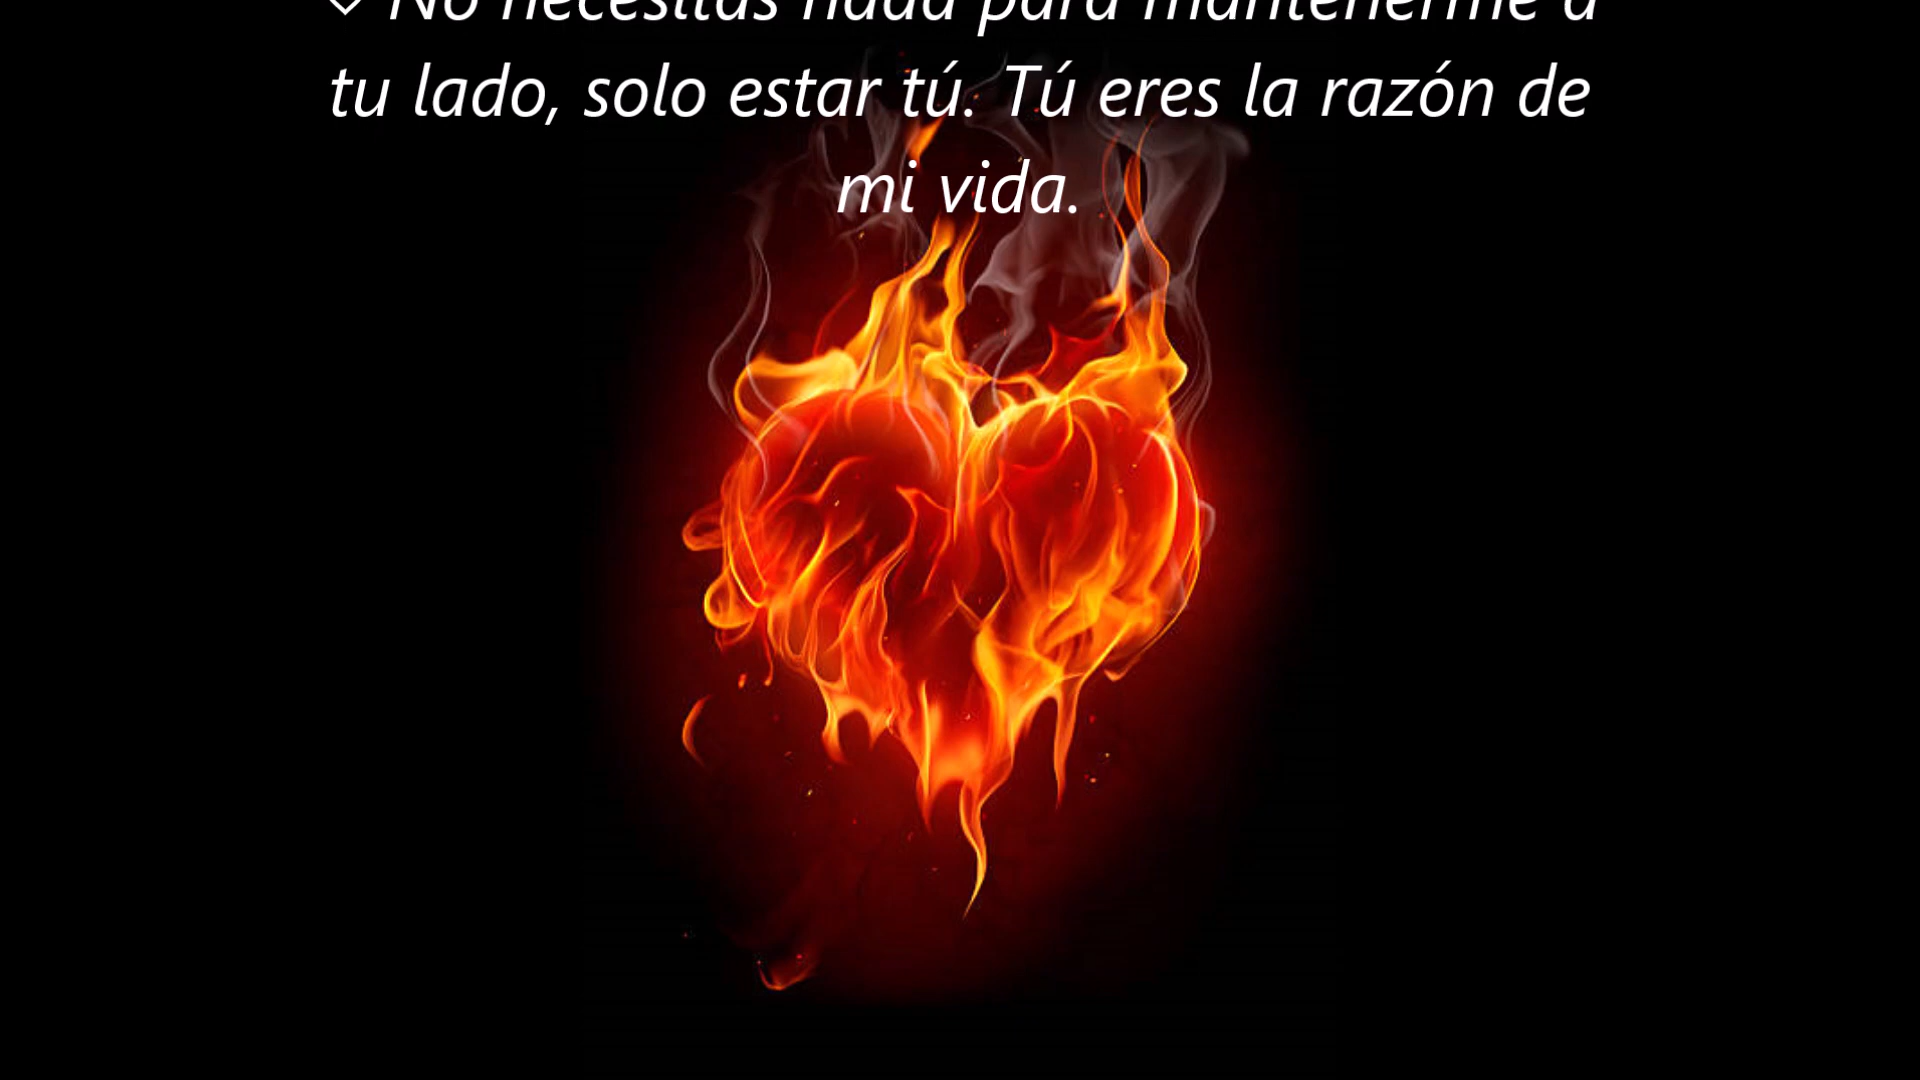 No necesitas nada para mantenerme a
tu lado, solo estar tú. Tú eres la razón de
mi vida.